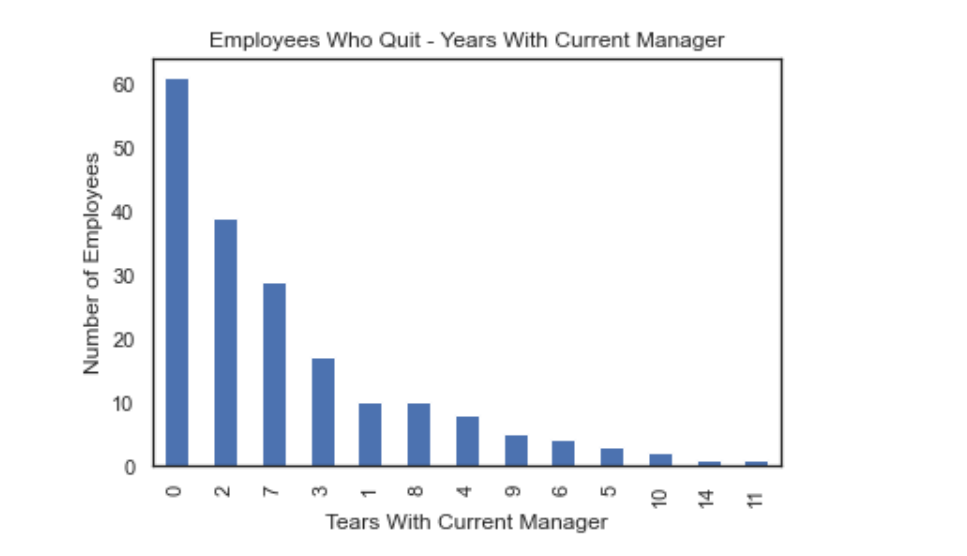 Employees Who Quit - Years With Current Manager
Number of Employees
60
50
40
30
20
10
0
0 2 7 3 1 8 4 9 6 5 10 14 11
Tears With Current Manager